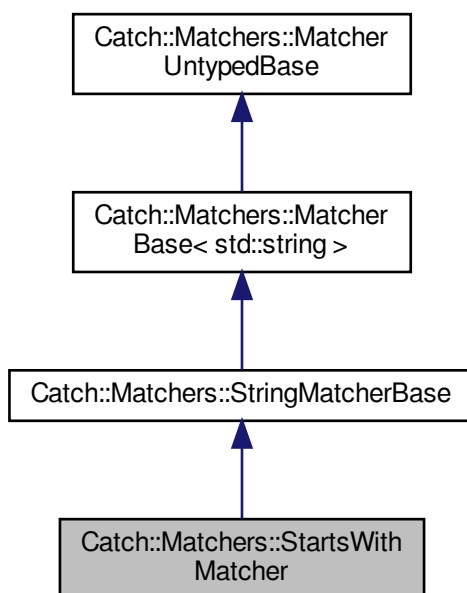 Catch::Matchers::Matcher
UntypedBase
Catch::Matchers::Matcher
Base< std::string >
Catch::Matchers::StringMatcherBase
Catch::Matchers::StartsWith
Matcher